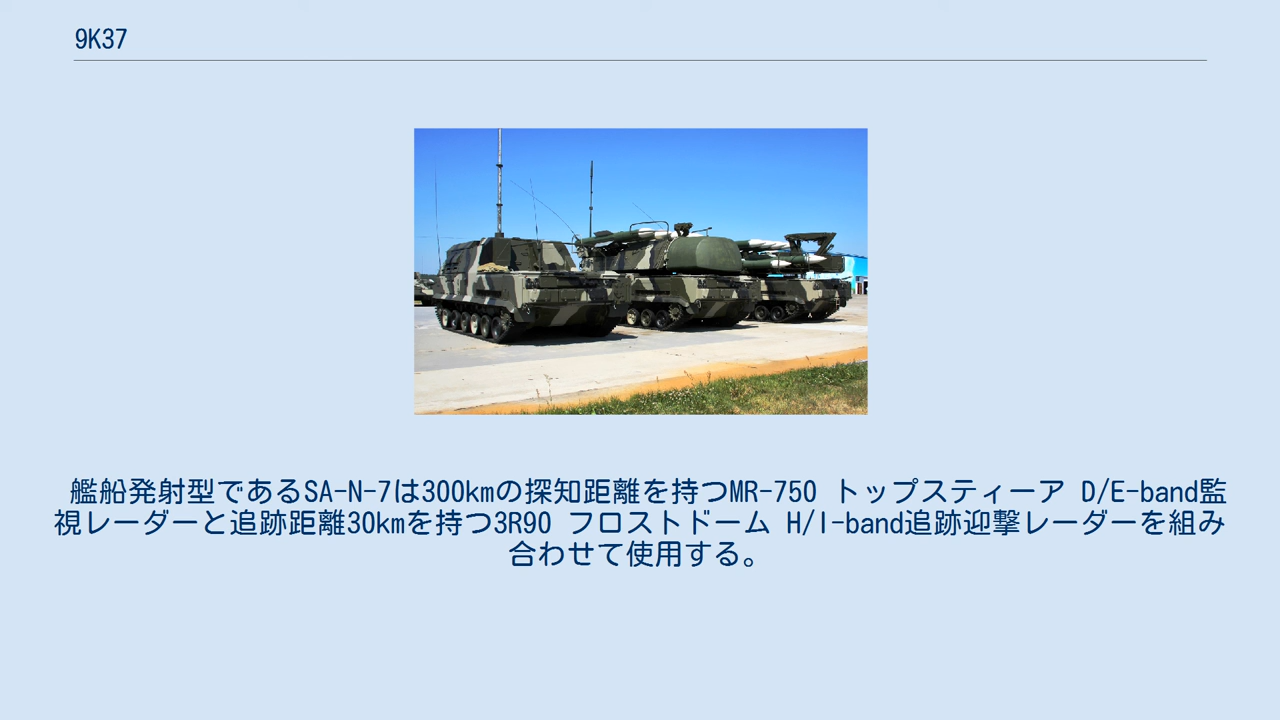 9K37
艦船発射型であるSA-N-7は300kmの探知距離を持つMR-750 トップスティーア D/E-band監
視レーダーと追跡距離30kmを持つ3R90 フロストドーム H/I-band追跡迎撃レーダーを組み
合わせて使用する。